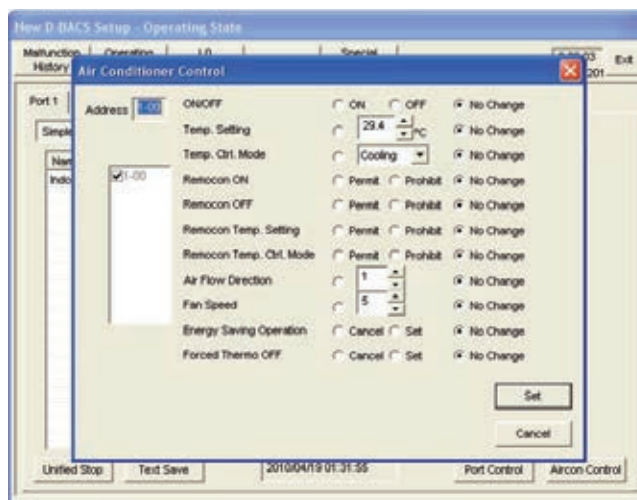 New D-BACS Setup - Operating State
Malfunction History Operating I.O Special Exit
Air Conditioner Control
Port 1
Simple
Nam
Indo
Address 1-00
1-00
ON/OFF ON OFF No Change
Temp. Setting 29.4 °C No Change
Temp. Ctrl. Mode Cooling No Change
Remocon ON Permit Prohibit No Change
Remocon OFF Permit Prohibit No Change
Remocon Temp. Setting Permit Prohibit No Change
Remocon Temp. Ctrl. Mode Permit Prohibit No Change
Air Flow Direction 1 No Change
Fan Speed 5 No Change
Energy Saving Operation Cancel Set No Change
Forced Thermo OFF Cancel Set No Change
Set
Cancel
Unified Stop Text Save 2010/04/19 01:31:55 Port Control Aircon Control